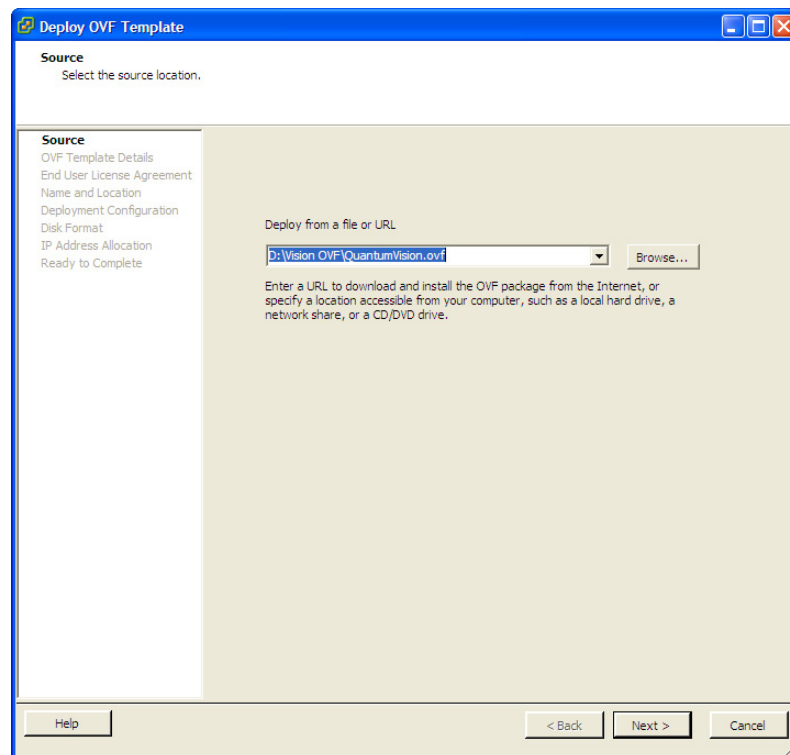 Deploy OVF Template
Source
Select the source location.
Source
OVF Template Details
End User License Agreement
Name and Location
Deployment Configuration
Disk Format
IP Address Allocation
Ready to Complete
Deploy from a file or URL
D:\Vision OVF\QuantumVision.ovf
Browse...
Enter a URL to download and install the OVF package from the Internet, or
specify a location accessible from your computer, such as a local hard drive, a
network share, or a CD/DVD drive.
Help
< Back
Next >
Cancel